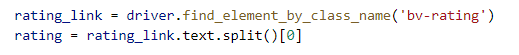 rating_link = driver.find_element_by_class_name('bv-rating')
rating = rating_link.text.split()[0]